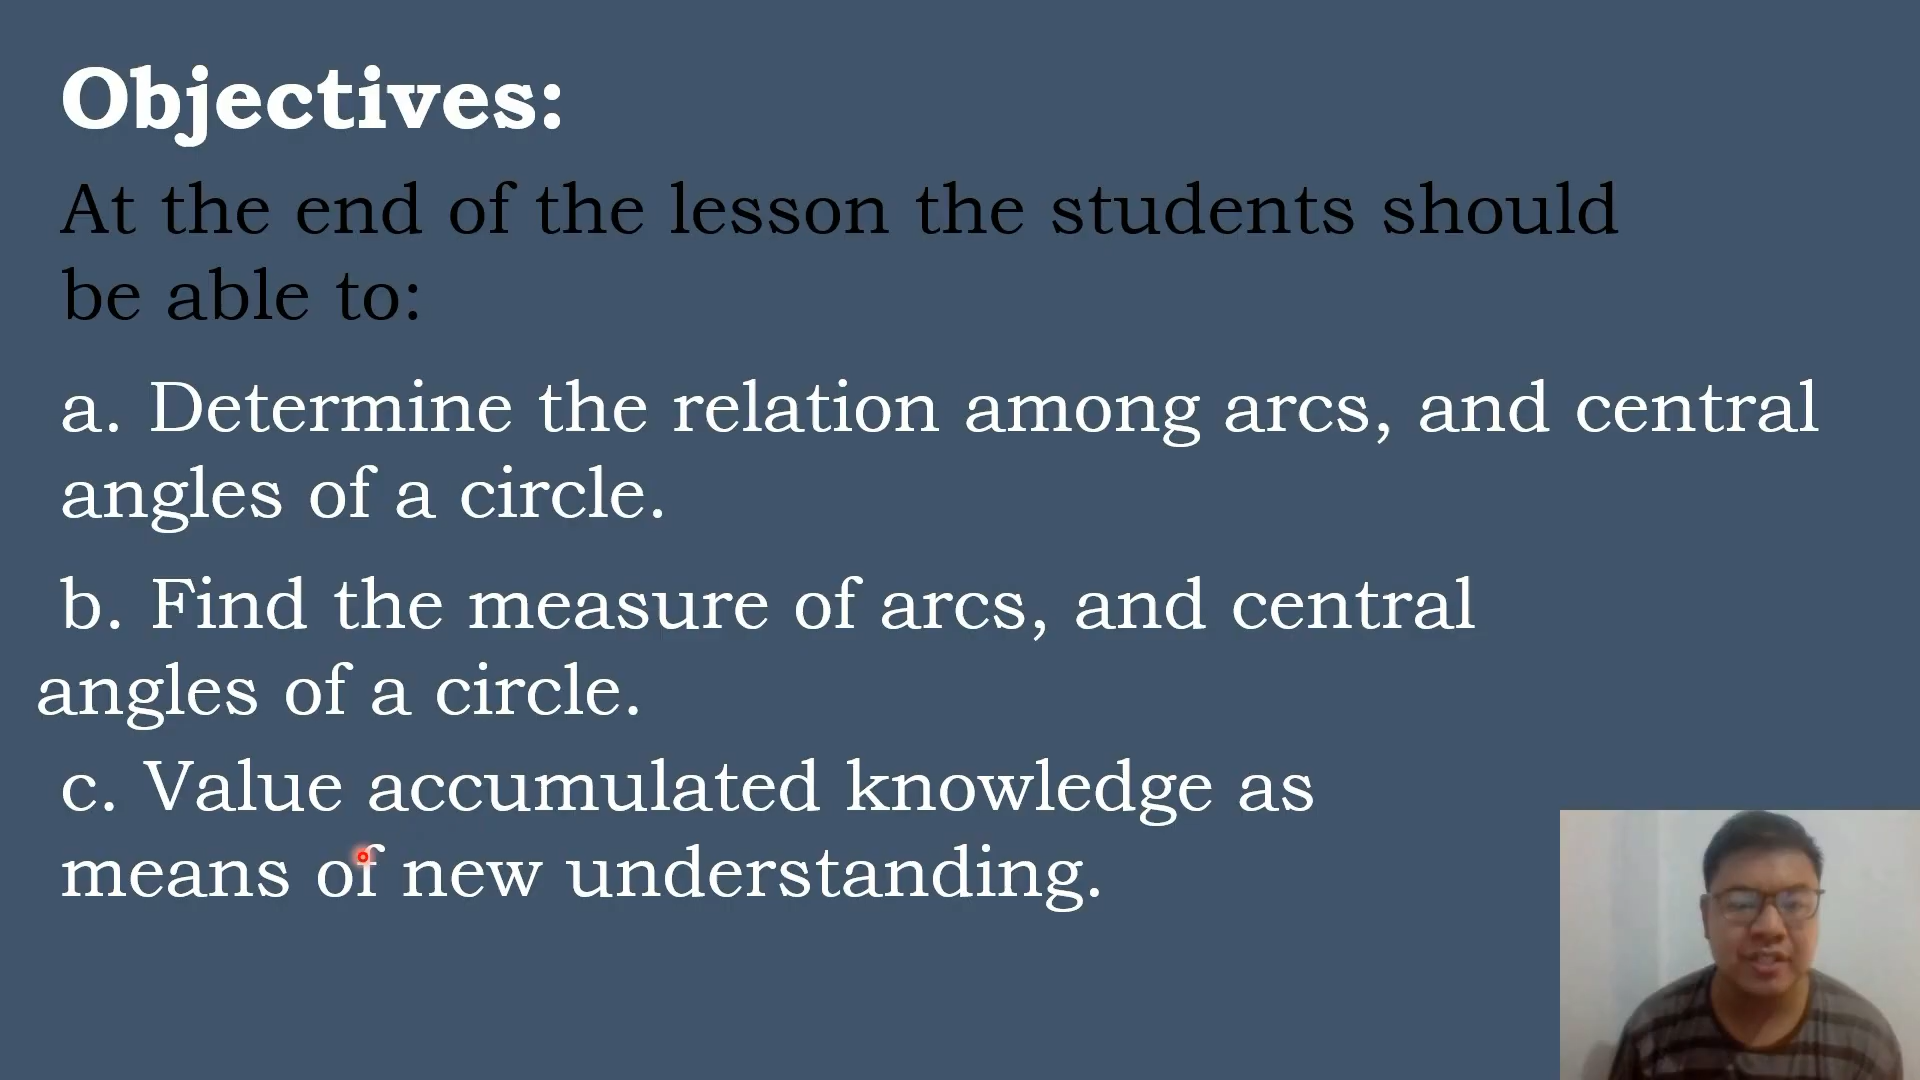 Objectives:
At the end of the lesson the students should
be able to:
a. Determine the relation among arcs, and central
angles of a circle.
b. Find the measure of arcs, and central
angles of a circle.
c. Value accumulated knowledge as
means of new understanding.